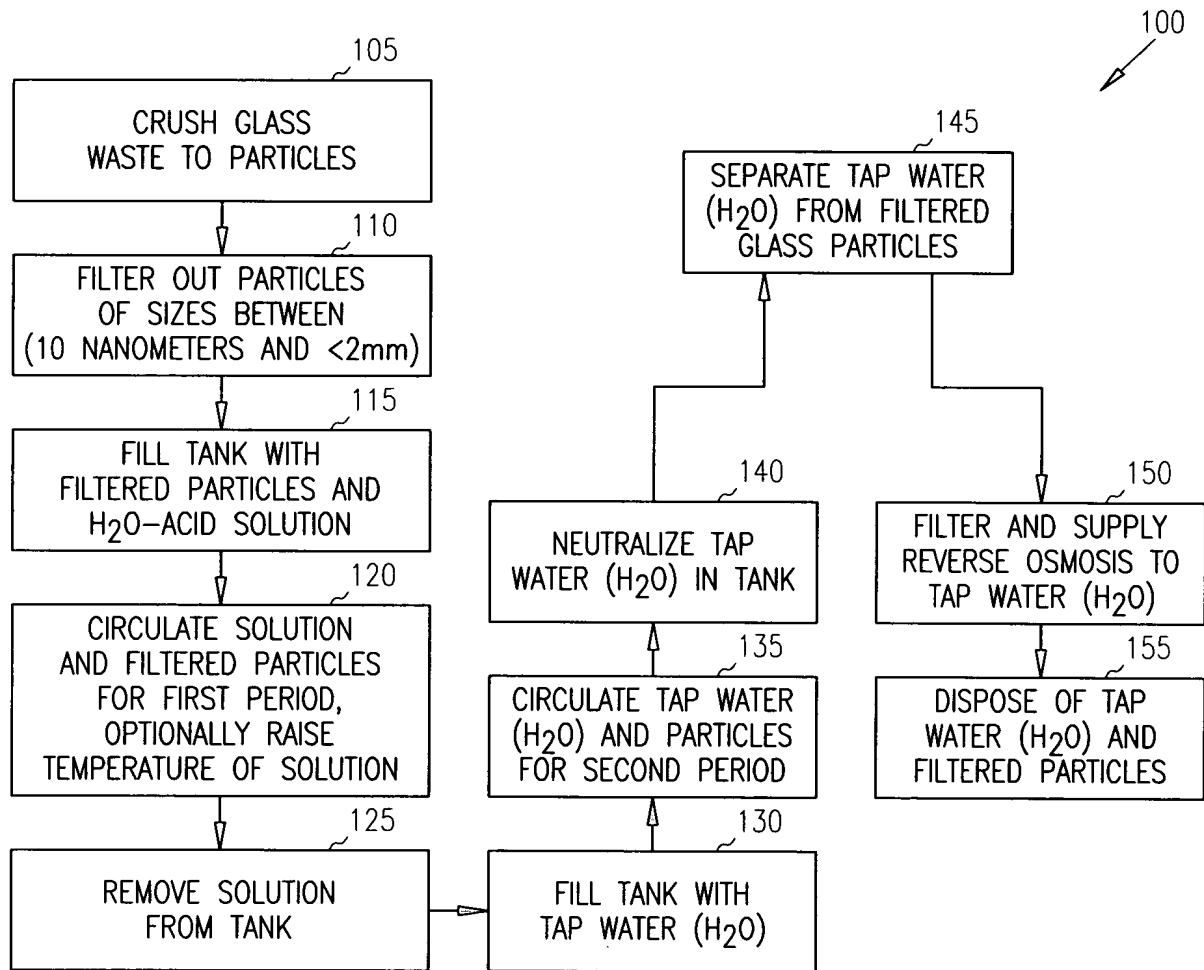 100
105
CRUSH GLASS
WASTE TO PARTICLES
110
FILTER OUT PARTICLES
OF SIZES BETWEEN
(10 NANOMETERS AND <2mm)
115
FILL TANK WITH
FILTERED PARTICLES AND
H2O-ACID SOLUTION
120
CIRCULATE SOLUTION
AND FILTERED PARTICLES
FOR FIRST PERIOD,
OPTIONALLY RAISE
TEMPERATURE OF SOLUTION
125
REMOVE SOLUTION
FROM TANK
130
FILL TANK WITH
TAP WATER (H2O)
135
CIRCULATE TAP WATER
(H2O) AND PARTICLES
FOR SECOND PERIOD
140
NEUTRALIZE TAP
WATER (H2O) IN TANK
145
SEPARATE TAP WATER
(H2O) FROM FILTERED
GLASS PARTICLES
150
FILTER AND SUPPLY
REVERSE OSMOSIS TO
TAP WATER (H2O)
155
DISPOSE OF TAP
WATER (H2O) AND
FILTERED PARTICLES